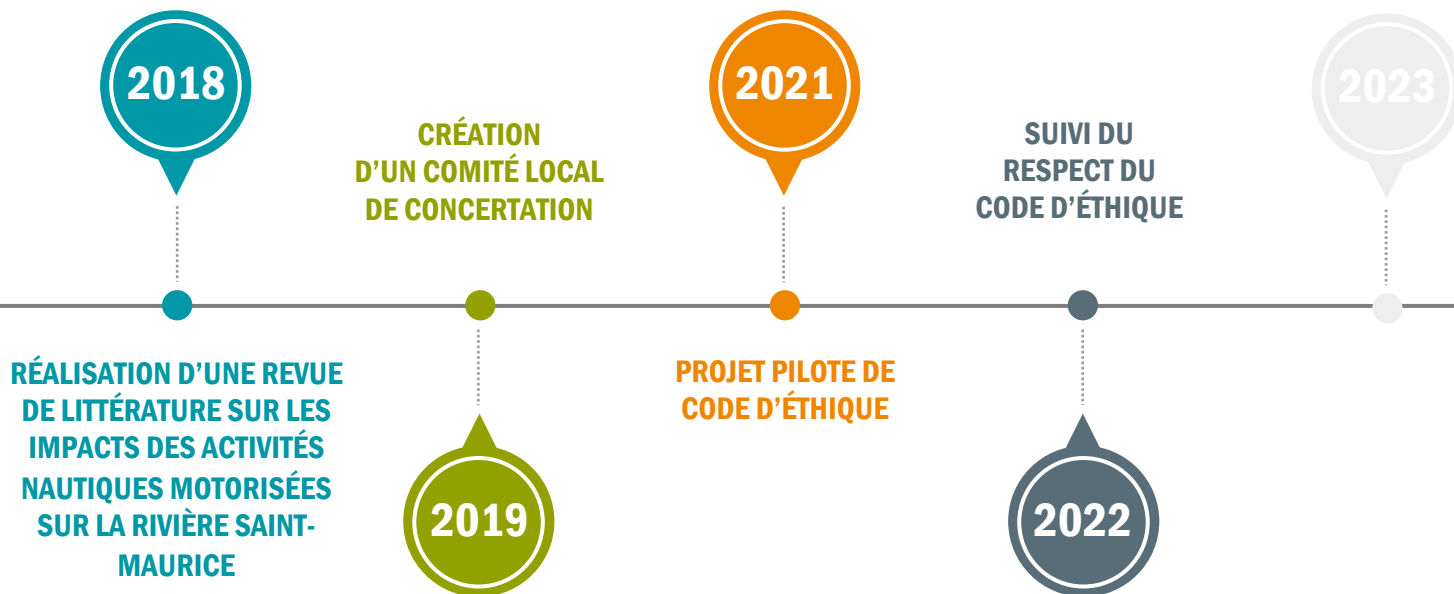 2018
RÉALISATION D'UNE REVUE
DE LITTÉRATURE SUR LES
IMPACTS DES ACTIVITÉS
NAUTIQUES MOTORISÉES
SUR LA RIVIÈRE SAINT-
MAURICE
CRÉATION
D'UN COMITÉ LOCAL
DE CONCERTATION
2019
2021
PROJET PILOTE DE
CODE D'ÉTHIQUE
SUIVI DU
RESPECT DU
CODE D'ÉTHIQUE
2022
2023